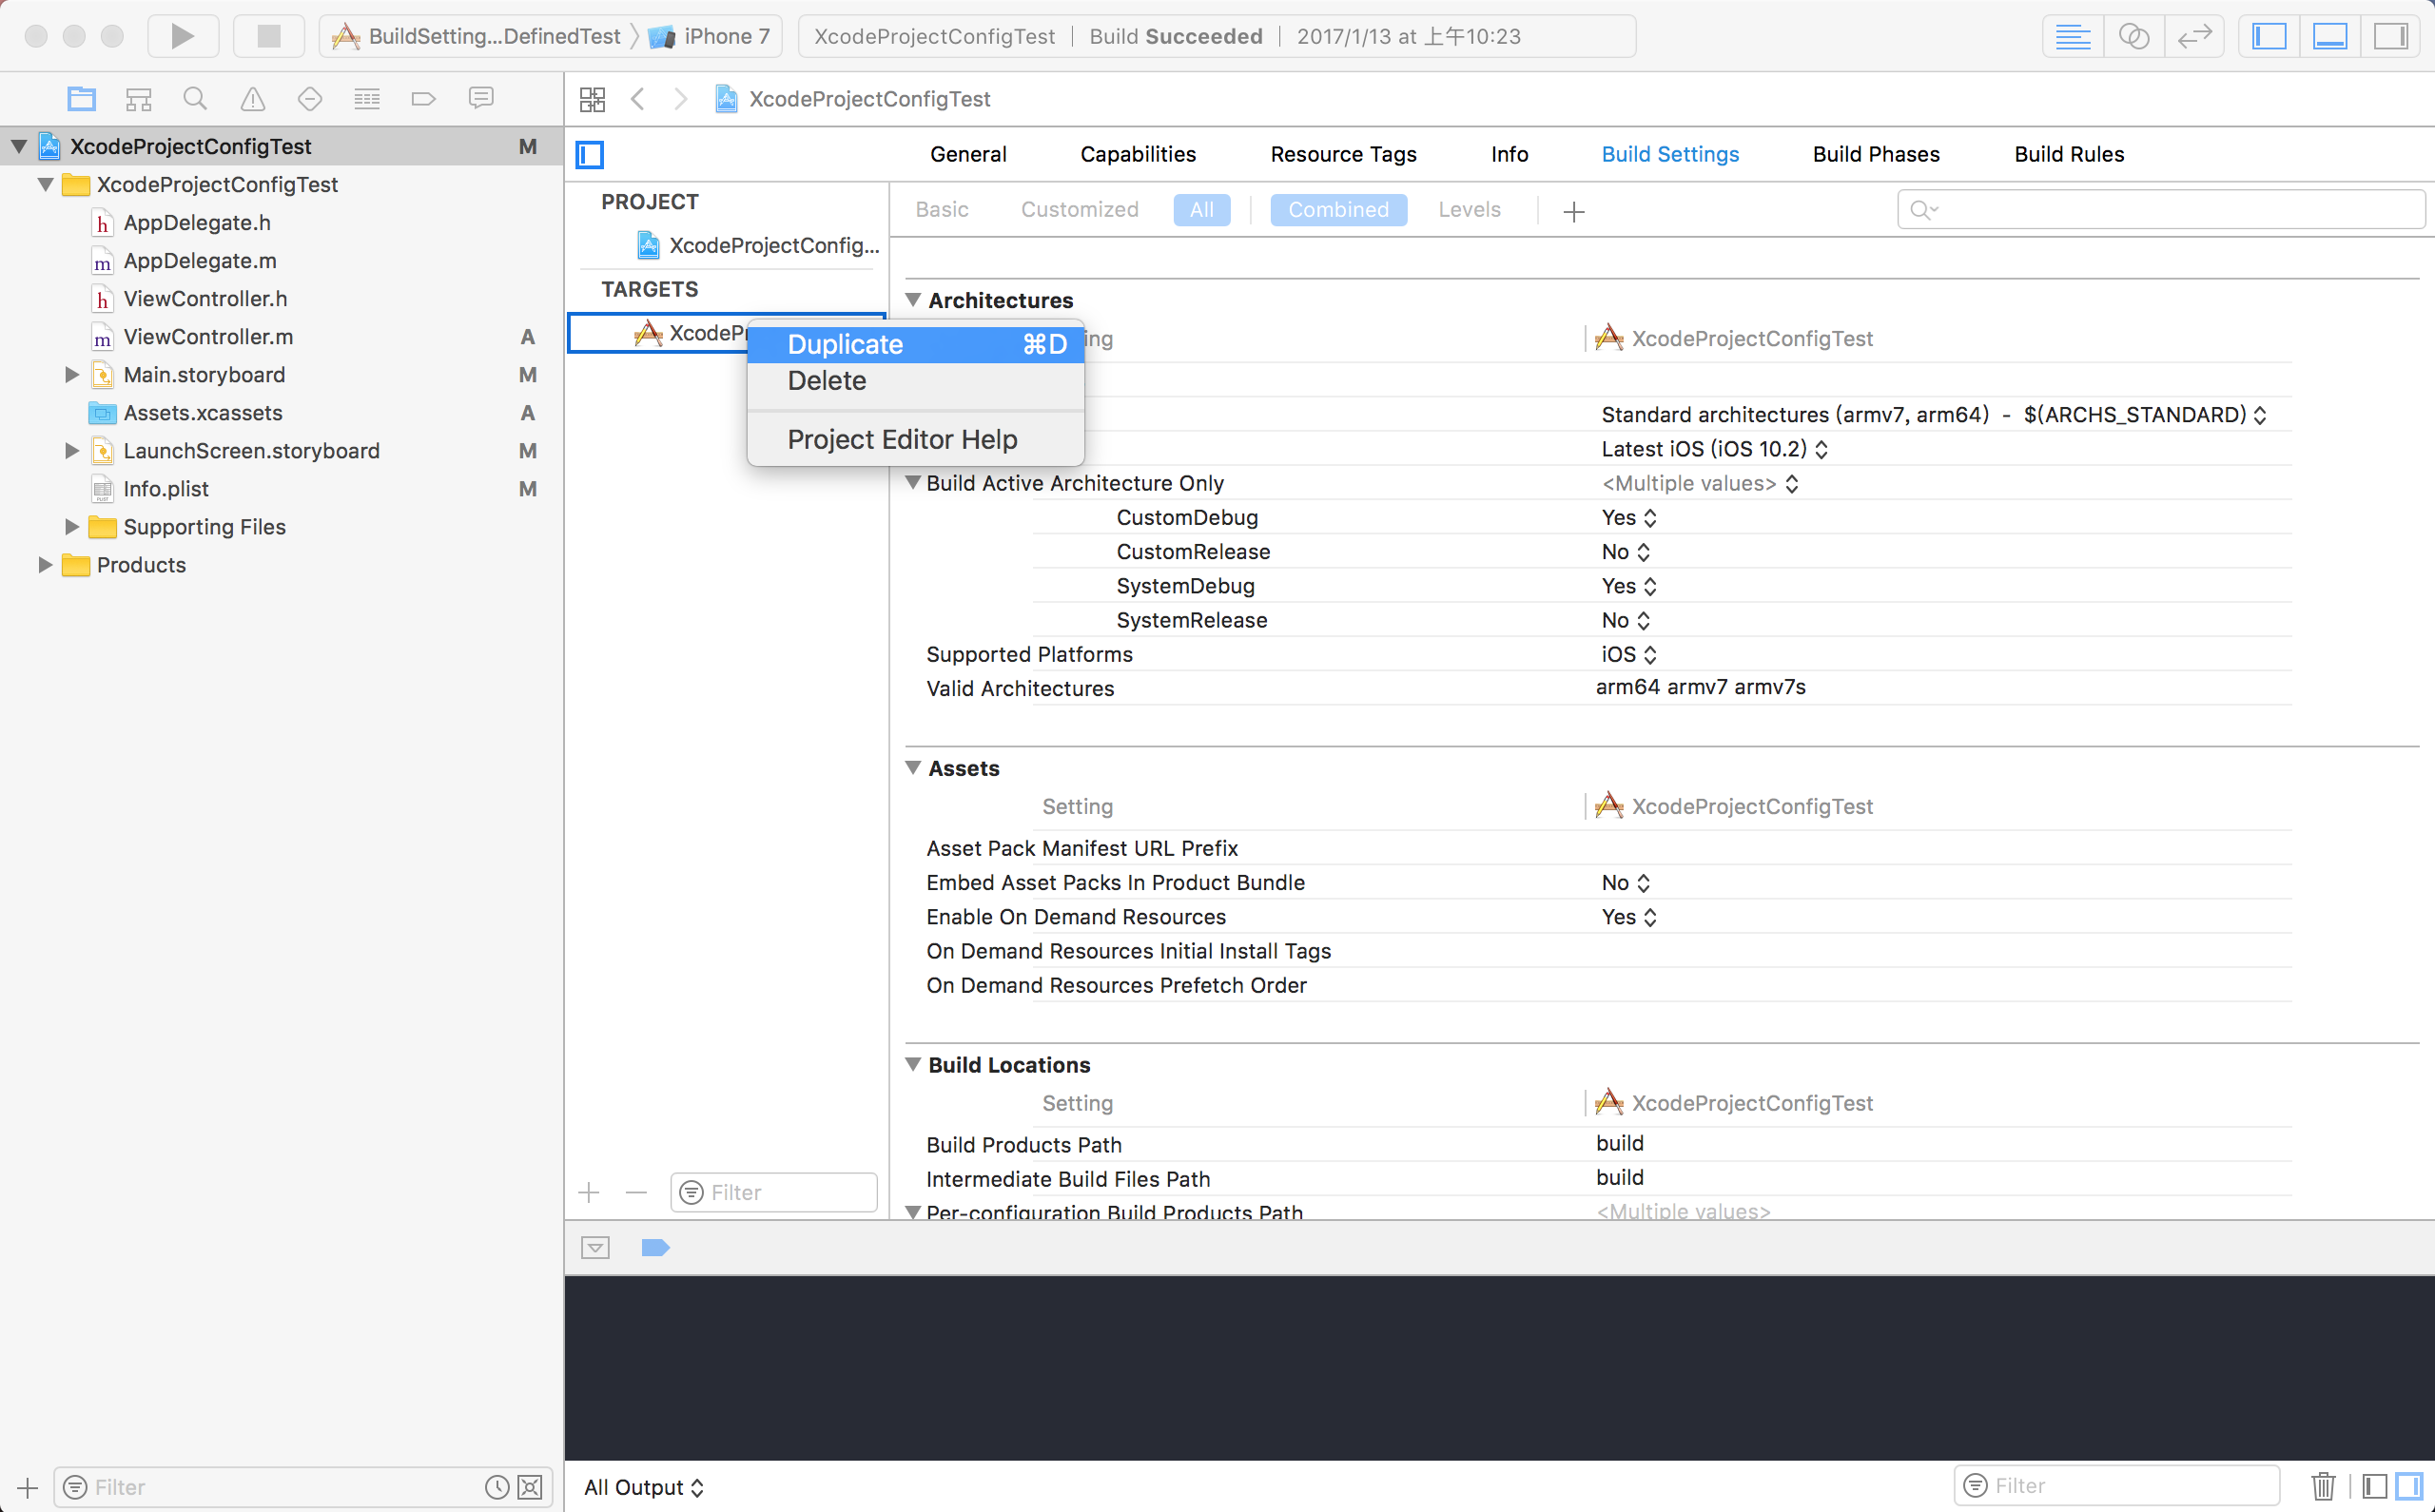 BuildSetting...DefinedTest
iPhone 7
XcodeProjectConfigTest | Build Succeeded | 2017/1/13 at 上午10:23
XcodeProjectConfigTest
XcodeProjectConfigTest M
XcodeProjectConfigTest
AppDelegate.h
AppDelegate.m
ViewController.h
ViewController.m A
Main.storyboard M
Assets.xcassets A
LaunchScreen.storyboard M
Info.plist M
Supporting Files
Products
Filter
General Capabilities Resource Tags Info Build Settings Build Phases Build Rules
PROJECT
XcodeProjectConfig...
TARGETS
XcodePr
Duplicate ⌘D
Delete
Project Editor Help
Filter
Basic Customized All Combined Levels
Architectures
ing XcodeProjectConfigTest
Standard architectures (armv7, arm64) - $(ARCHS_STANDARD)
Latest iOS (iOS 10.2)
Build Active Architecture Only <Multiple values>
CustomDebug Yes
CustomRelease No
SystemDebug Yes
SystemRelease No
Supported Platforms iOS
Valid Architectures arm64 armv7 armv7s
Assets
Setting XcodeProjectConfigTest
Asset Pack Manifest URL Prefix
Embed Asset Packs In Product Bundle No
Enable On Demand Resources Yes
On Demand Resources Initial Install Tags
On Demand Resources Prefetch Order
Build Locations
Setting XcodeProjectConfigTest
Build Products Path build
Intermediate Build Files Path build
Per-configuration Build Products Path <Multiple values>
All Output
Filter